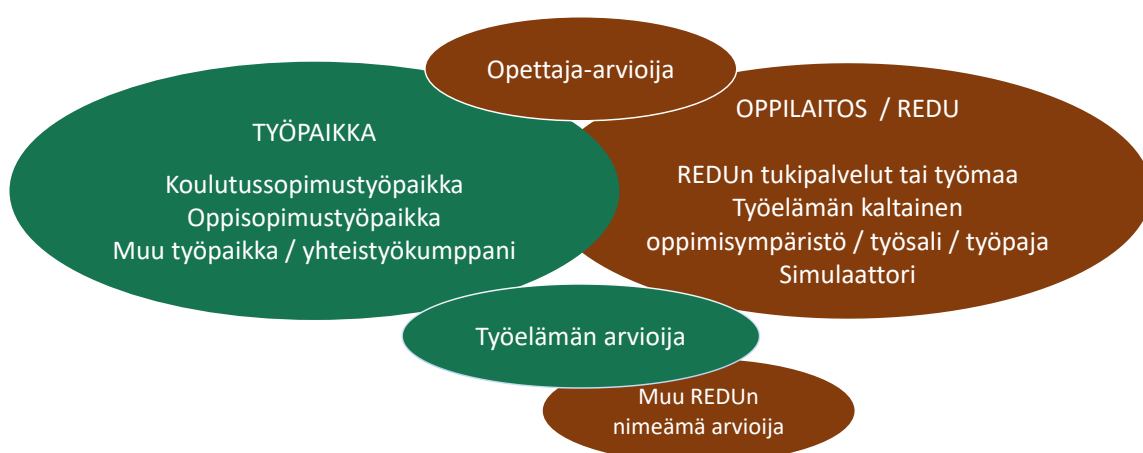 Opettaja-arvioija
TYÖPAIKKA
Koulutussopimustyöpaikka
Oppisopimustyöpaikka
Muu työpaikka / yhteistyökumppani
OPPILAITOS / REDU
REDUn tukipalvelut tai työmaa
Työelämän kaltainen
oppimisympäristö / työsali / työpaja
Simulaattori
Työelämän arvioija
Muu REDUn
nimeämä arvioija